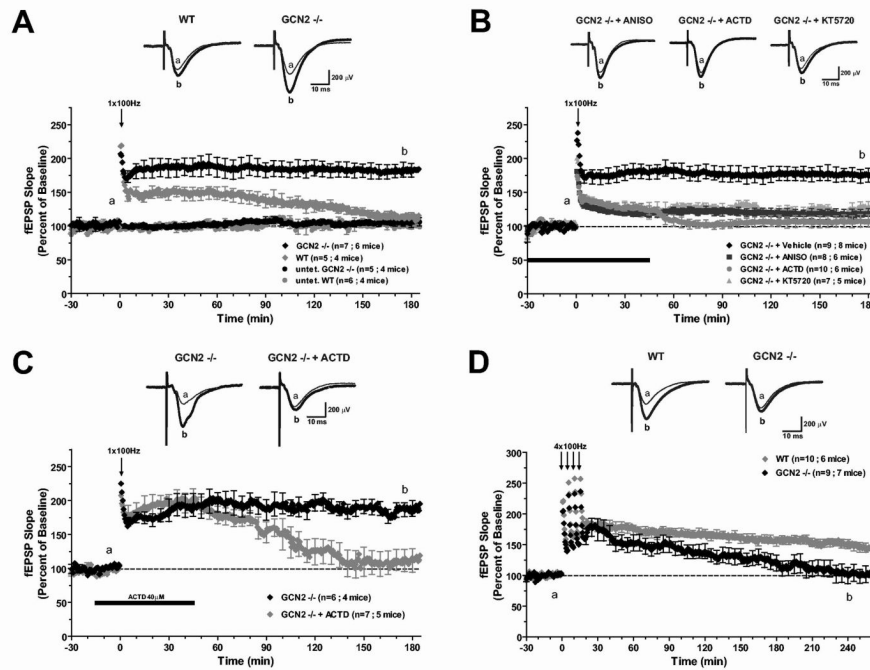 A
WT
GCN2 -/-
a
b
a
b
200 µV
10 ms
1x100Hz
fEPSP Slope
(Percent of Baseline)
200
150
100
50
0
a
b
GCN2 -/- (n=7 ; 6 mice)
WT (n=5 ; 4 mice)
untet. GCN2 -/- (n=5 ; 4 mice)
untet. WT (n=6 ; 4 mice)
-30 0 30 60 90 120 150 180
Time (min)
B
GCN2 -/- + ANISO
GCN2 -/- + ACTD
GCN2 -/- + KT5720
a
b
a
b
a
b
200 µV
10 ms
1x100Hz
fEPSP Slope
(Percent of Baseline)
250
200
150
100
50
0
a
b
GCN2 -/- + Vehicle (n=9 ; 8 mice)
GCN2 -/- + ANISO (n=8 ; 6 mice)
GCN2 -/- + ACTD (n=10 ; 6 mice)
GCN2 -/- + KT5720 (n=7 ; 5 mice)
-30 0 30 60 90 120 150 180
Time (min)
C
GCN2 -/-
GCN2 -/- + ACTD
a
b
a
b
200 µV
10 ms
1x100Hz
fEPSP Slope
(Percent of Baseline)
250
200
150
100
50
0
a
b
ACTD 40µM
GCN2 -/- (n=6 ; 4 mice)
GCN2 -/- + ACTD (n=7 ; 5 mice)
-30 0 30 60 90 120 150 180
Time (min)
D
WT
GCN2 -/-
a
b
a
b
200 µV
10 ms
4x100Hz
WT (n=10 ; 6 mice)
GCN2 -/- (n=9 ; 7 mice)
fEPSP Slope
(Percent of Baseline)
300
250
200
150
100
50
0
a
b
-30 0 30 60 90 120 150 180 210 240
Time (min)